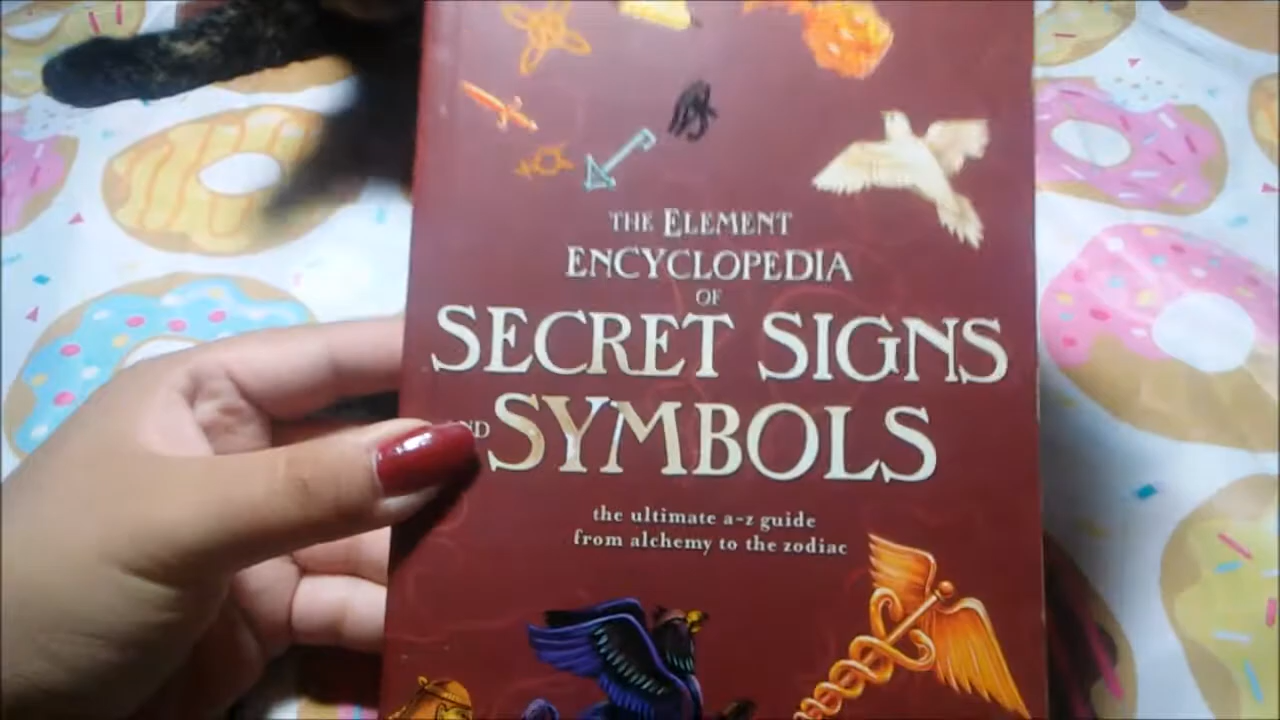 THE ELEMENT
ENCYCLOPEDIA
OF
SECRET SIGNS
SYMBOLS
the ultimate a-z guide
from alchemy to the zodiac